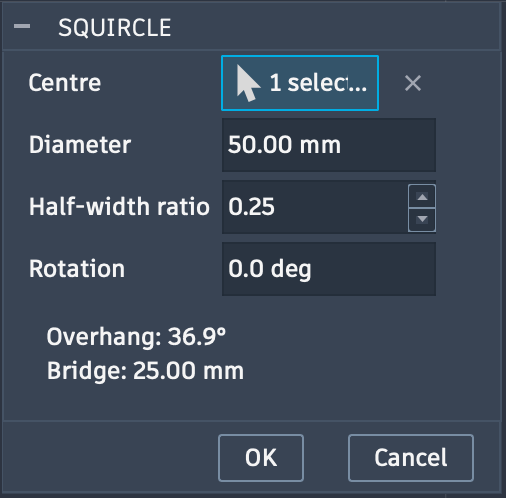 SQUIRCLE
Centre 1 selec...
Diameter 50.00 mm
Half-width ratio 0.25
Rotation 0.0 deg
Overhang: 36.9°
Bridge: 25.00 mm
OK Cancel